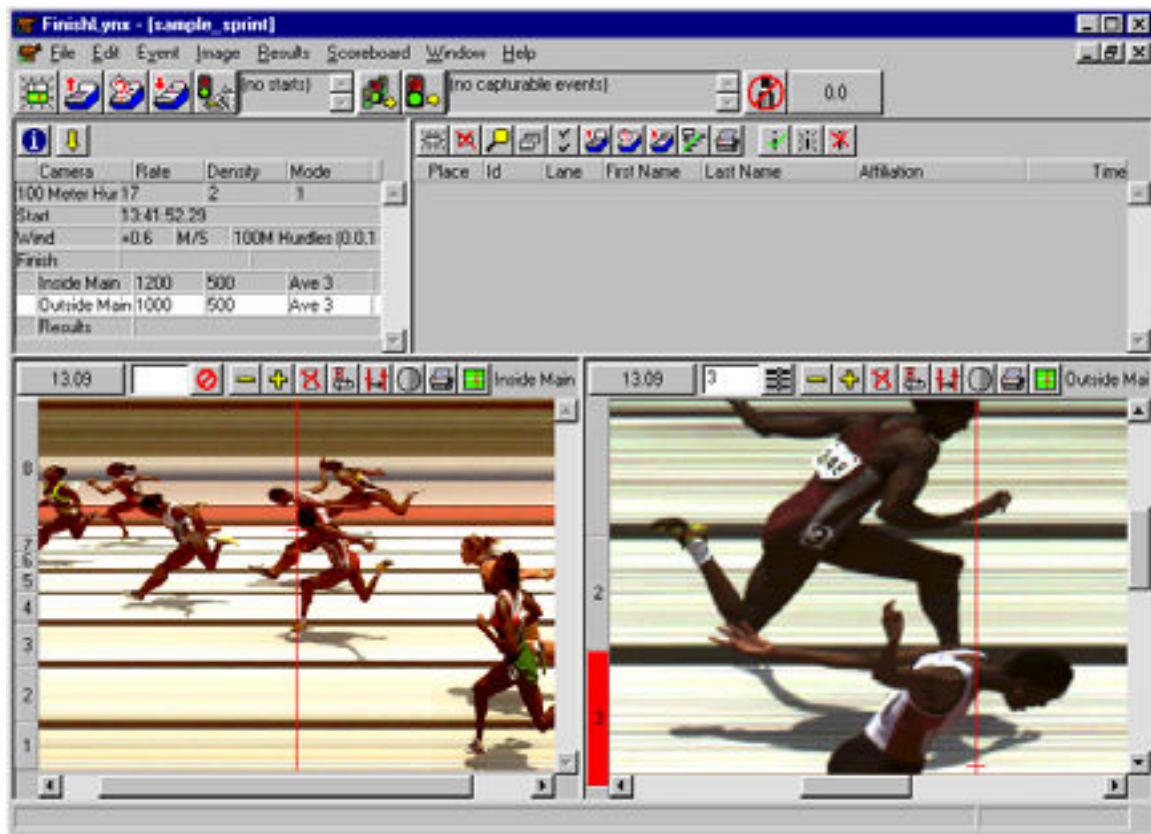 FinishLynx - [sample_sprint]
File Edit Event Image Results Scoreboard Window Help
(no starts) (no capturable events) 0.0
Camera Rate Density Mode
100 Meter Hur 17 2 1
Start 13:41:52.29
Wind +0.6 M/S 100M Hurdles (0.0,1
Finish
Inside Main 1200 500 Ave 3
Outside Main 1000 500 Ave 3
Results
Place Id Lane First Name Last Name Affiliation Time
13.09 Inside Main
8
7
6
5
4
3
2
1
13.09 3 Outside Mai
2
3